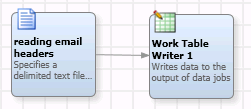 reading email
headers
Specifies a
delimited text file...
Work Table
Writer 1
Writes data to the
output of data jobs